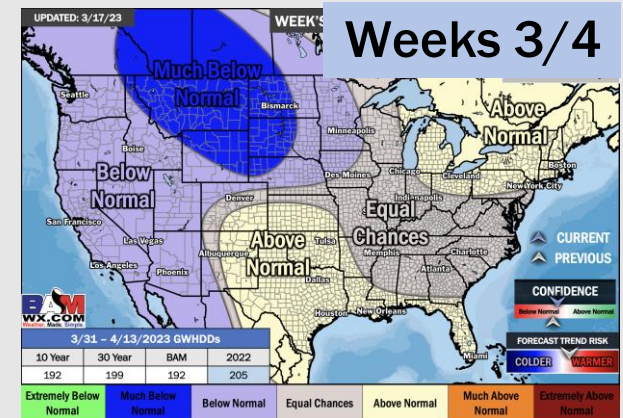 UPDATED: 3/17/23
WEEK'S
Weeks 3/4
Much Below
Normal
Above
Normal
Seattle
Bismarck
Minneapolis
Boise
Below
Normal
Des Moines
Chicago
Cleveland
Boston
New York City
Denver
Indianapolis
Equal
Chances
San Francisco
Las Vegas
Albuquerque
Above
Normal
Tulsa
Memphis
Charlotte
CURRENT
PREVIOUS
Los Angeles
Phoenix
Dallas
Atlanta
CONFIDENCE
Below Normal Above Normal
BAM
WX.COM
Weather. Made. Simple.
Houston
New Orleans
Miami
FORECAST TREND RISK
COLDER WARMER
3/31 – 4/13/2023 GWHDDs
10 Year 30 Year BAM 2022
192 199 192 205
Extremely Below Normal
Much Below Normal
Below Normal
Equal Chances
Above Normal
Much Above Normal
Extremely Above Normal